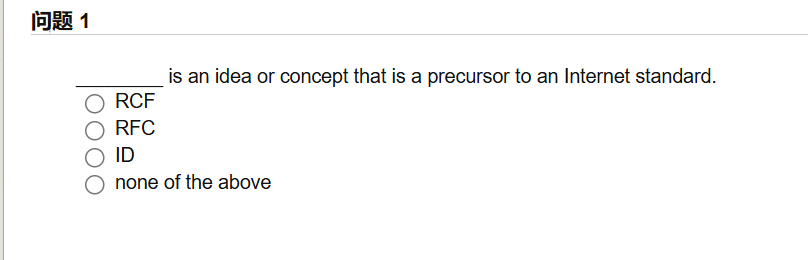 问题 1
________ is an idea or concept that is a precursor to an Internet standard.
RCF
RFC
ID
none of the above